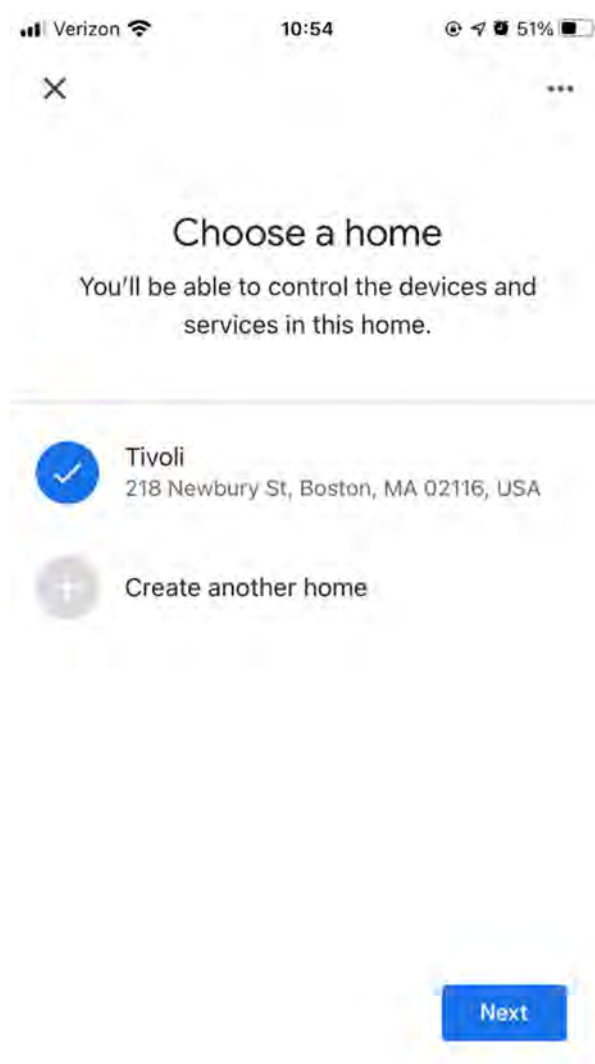 Verizon 10:54 51%
Choose a home
You'll be able to control the devices and
services in this home.
Tivoli
218 Newbury St, Boston, MA 02116, USA
Create another home
Next